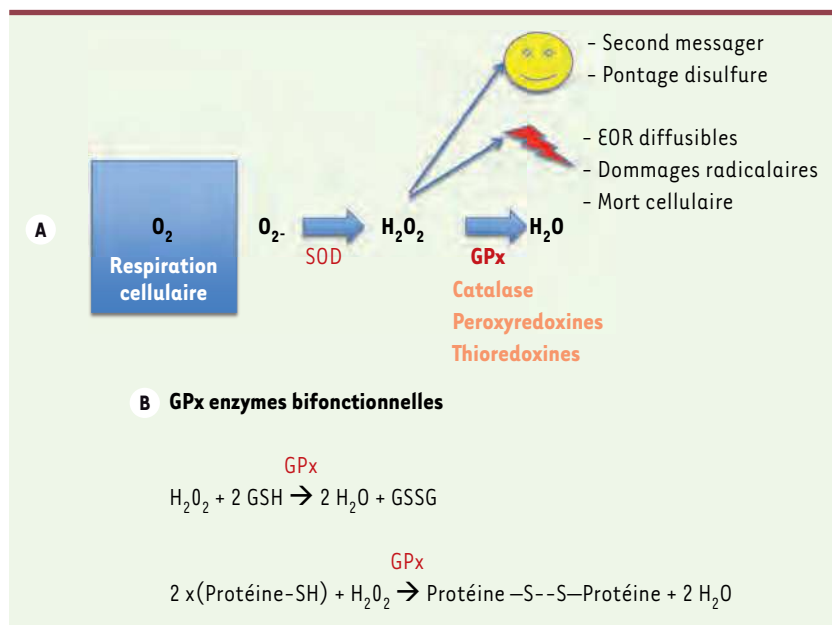 - Second messager
- Pontage disulfure
- EOR diffusibles
- Dommages radicalaires
- Mort cellulaire
A
O₂
Respiration
cellulaire
O₂₋
SOD
H₂O₂
GPx
Catalase
Peroxyredoxines
Thioredoxines
H₂O
B GPx enzymes bifonctionnelles
GPx
H₂0₂ + 2 GSH → 2 H₂O + GSSG
GPx
2 x(Protéine-SH) + H₂0₂ → Protéine —S--S—Protéine + 2 H₂O